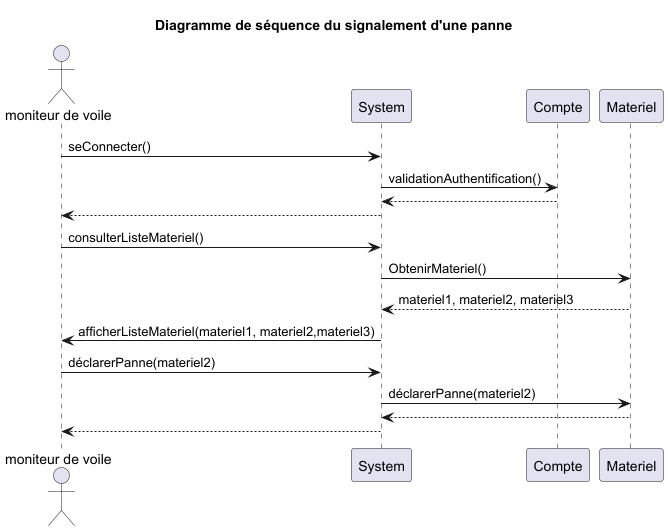 Diagramme de séquence du signalement d'une panne
moniteur de voile
System
Compte
Materiel
seConnecter()
validationAuthentification()
consulterListeMateriel()
ObtenirMateriel()
materiel1, materiel2, materiel3
afficherListeMateriel(materiel1, materiel2,materiel3)
déclarerPanne(materiel2)
déclarerPanne(materiel2)
moniteur de voile
System
Compte
Materiel